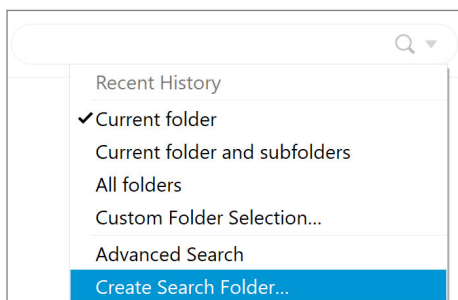 Recent History
✔Current folder
Current folder and subfolders
All folders
Custom Folder Selection...
Advanced Search
Create Search Folder...